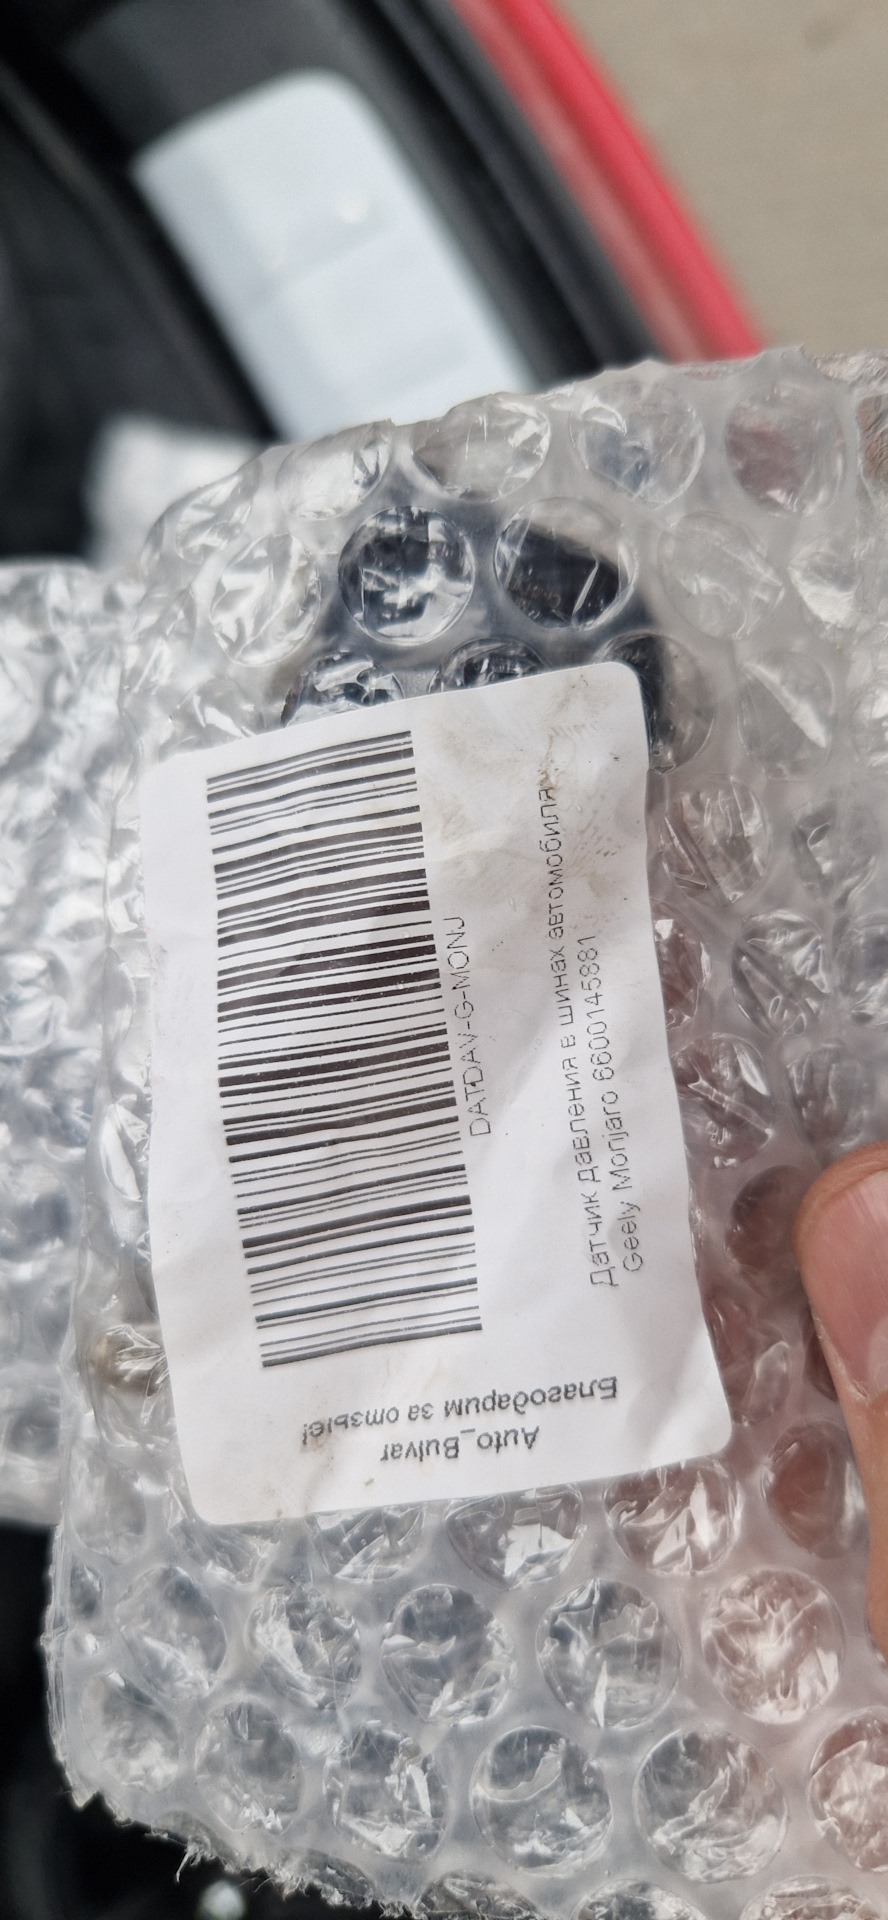 DATDAV-G-MONJ
Датчик давления в шинах автомобиля
Geely Monjaro 6600145881
Благодарим за отзыв!
Auto_Bulvar